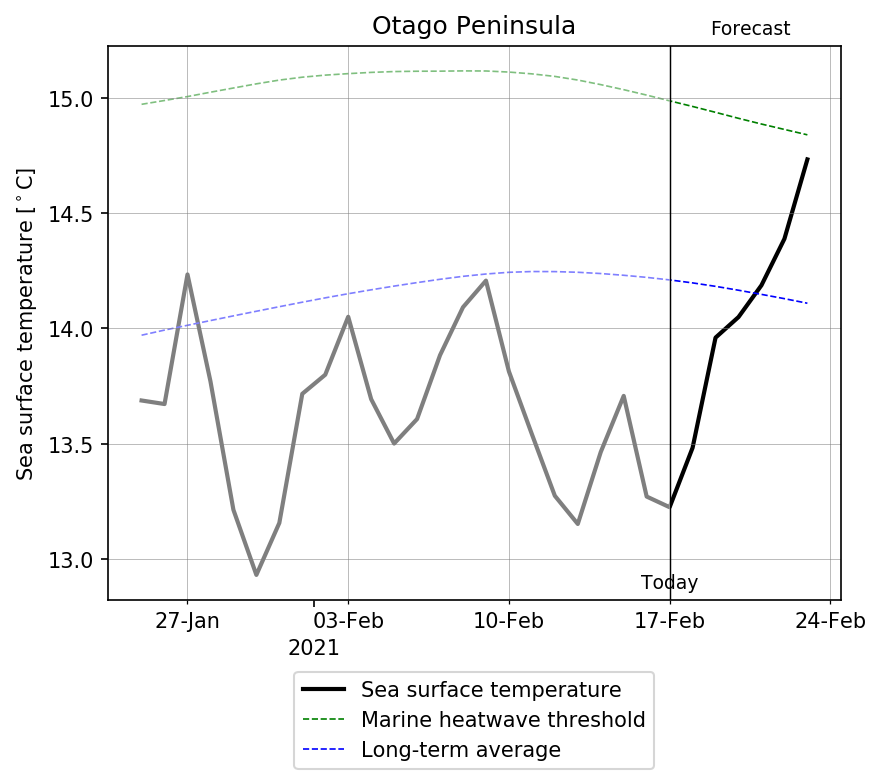 Otago Peninsula
Forecast
Sea surface temperature [°C]
15.0
14.5
14.0
13.5
13.0
Today
27-Jan
03-Feb
10-Feb
17-Feb
24-Feb
2021
Sea surface temperature
Marine heatwave threshold
Long-term average